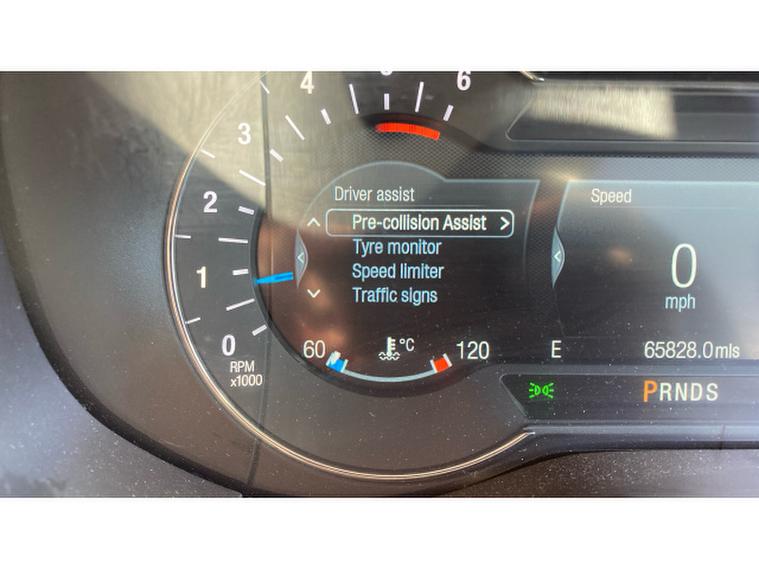 4 5 6
3
2
1
0
RPM
x1000
Driver assist
Pre-collision Assist >
Tyre monitor
Speed limiter
Traffic signs
60 °C 120
Speed
0
mph
E 65828.0mls
PRNDS